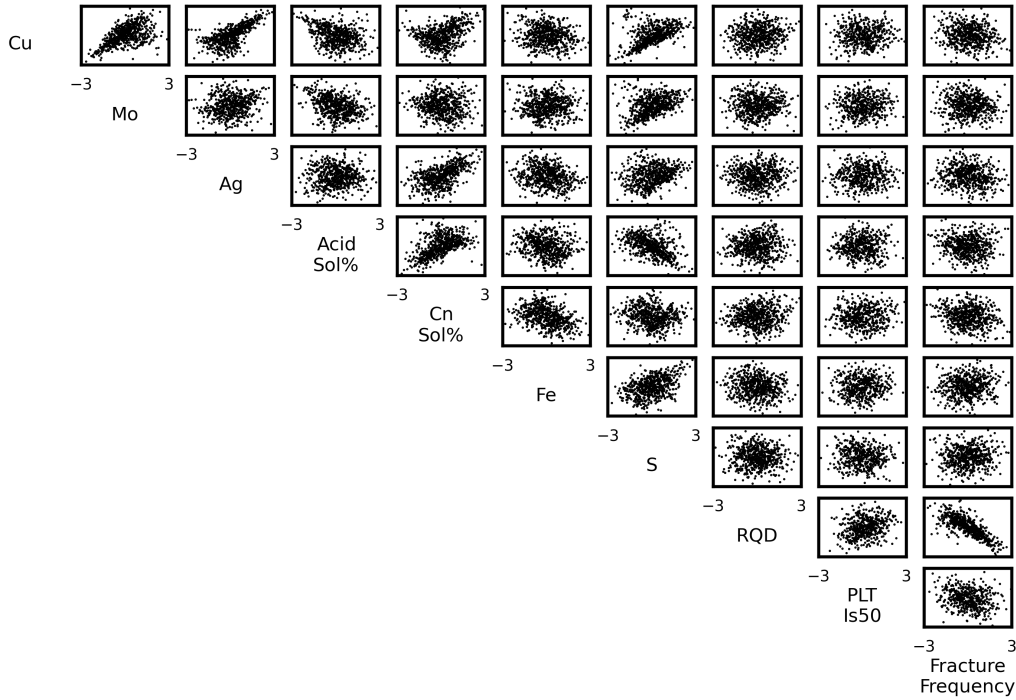 Cu
−3 3
Mo
−3 3
Ag
−3 3
Acid
Sol%
−3 3
Cn
Sol%
−3 3
Fe
−3 3
S
−3 3
RQD
−3 3
PLT
Is50
−3 3
Fracture
Frequency